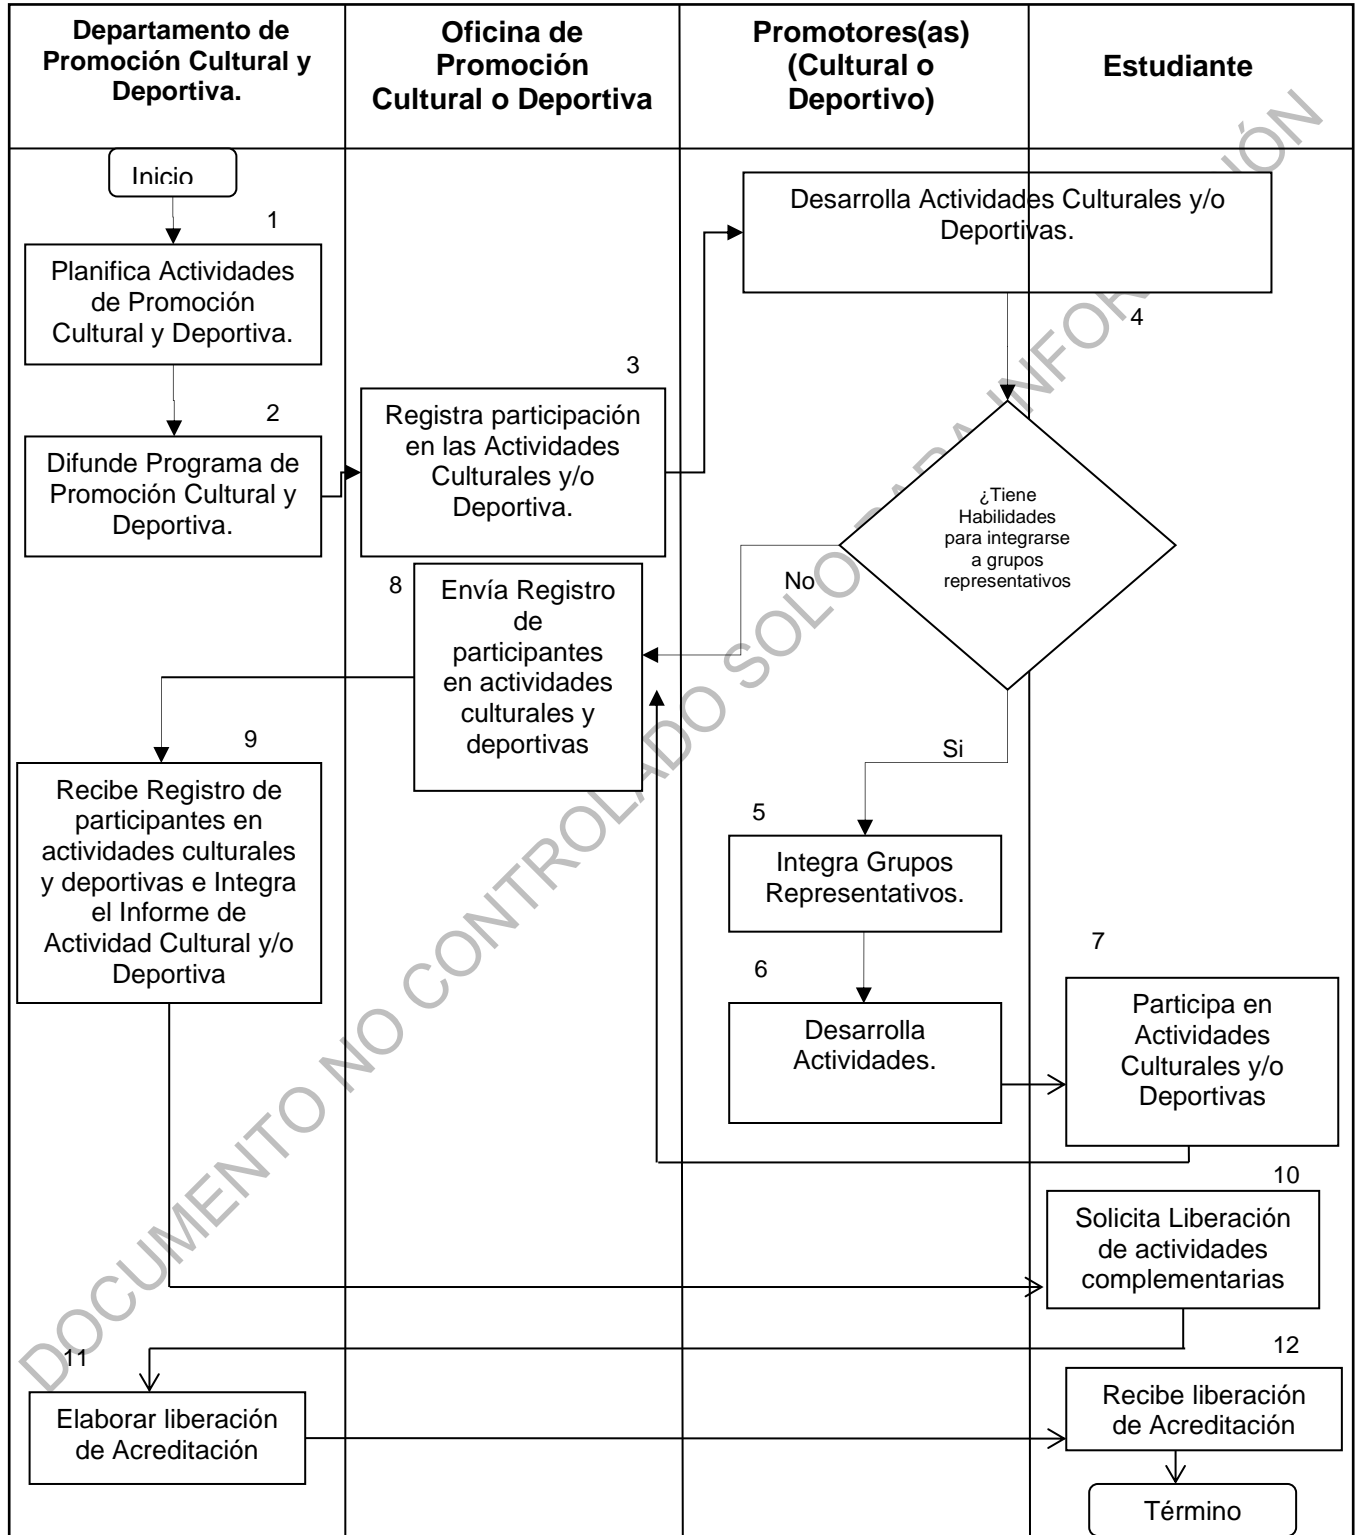 Departamento de
Promoción Cultural y
Deportiva.
Oficina de
Promoción
Cultural o Deportiva
Promotores(as)
(Cultural o
Deportivo)
Estudiante
Inicio
1
Planifica Actividades
de Promoción
Cultural y Deportiva.
2
Difunde Programa de
Promoción Cultural y
Deportiva.
3
Registra participación
en las Actividades
Culturales y/o
Deportiva.
Desarrolla Actividades Culturales y/o
Deportivas.
4
¿Tiene
Habilidades
para integrarse
a grupos
representativos
No
Si
5
Integra Grupos
Representativos.
6
Desarrolla
Actividades.
7
Participa en
Actividades
Culturales y/o
Deportivas
8
Envía Registro
de
participantes
en actividades
culturales y
deportivas
9
Recibe Registro de
participantes en
actividades culturales
y deportivas e Integra
el Informe de
Actividad Cultural y/o
Deportiva
10
Solicita Liberación
de actividades
complementarias
11
Elaborar liberación
de Acreditación
12
Recibe liberación
de Acreditación
Término
DOCUMENTO NO CONTROLADO SOLO PARA INFORMACIÓN